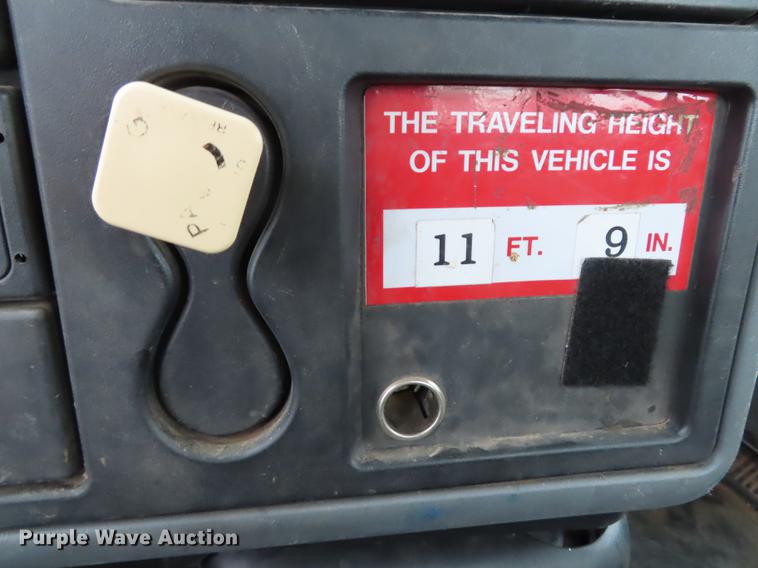 THE TRAVELING HEIGHT
OF THIS VEHICLE IS
11 FT. 9 IN.
Purple Wave Auction